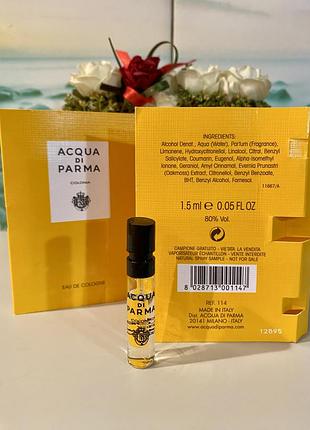 ACQUA
DI
PARMA
COLONIA
EAU DE COLOGNE
ACQUA
DI
PARMA
COLONIA
INGREDIENTS:
Alcohol Denat., Aqua (Water), Parfum (Fragrance),
Limonene, Hydroxycitronellal, Linalool, Citral, Benzyl
Salicylate, Coumarin, Eugenol, Alpha-Isomethyl
Ionone, Geraniol, Amyl Cinnamal, Evernia Prunastri
(Oakmoss) Extract, Citronellol, Benzyl Benzoate,
BHT, Benzyl Alcohol, Farnesol.
11667/A
1.5 ml ℮ 0.05 FL OZ
80% Vol.
CAMPIONE GRATUITO - VIETATA LA VENDITA
VAPORISATEUR ÉCHANTILLON - VENTE INTERDITE
NATURAL SPRAY SAMPLE - NOT FOR SALE
8 028713 001147
REF. 114
MADE IN ITALY
Dist. ACQUA DI PARMA
20141 MILANO - ITALY
www.acquadiparma.com
12895